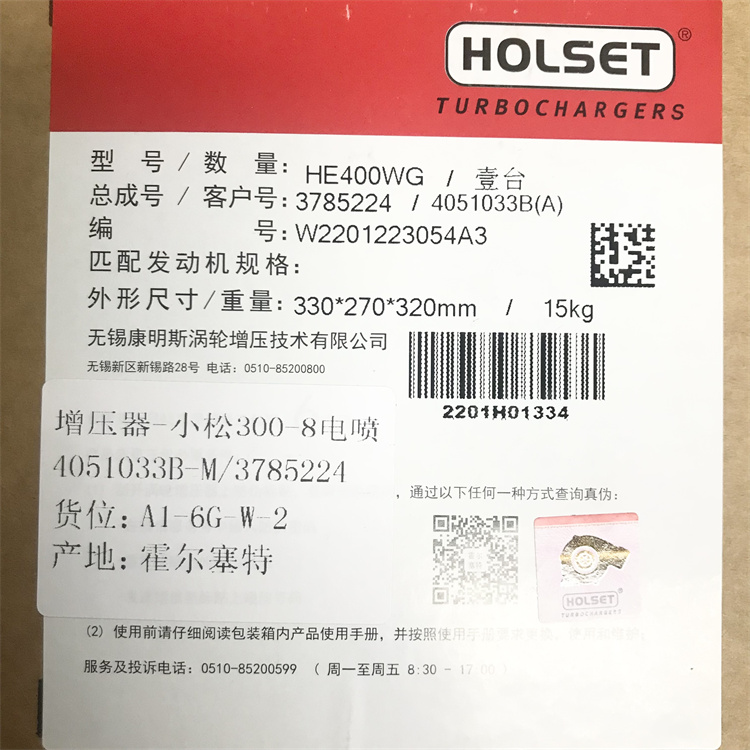 HOLSET®
TURBOCHARGERS
型 号 / 数 量: HE400WG / 壹台
总成号 / 客户号: 3785224 / 4051033B(A)
编 号: W2201223054A3
匹配发动机规格:
外形尺寸/重量: 330*270*320mm / 15kg
无锡康明斯涡轮增压技术有限公司
无锡新区新锡路28号 电话: 0510-85200800
2201H01334
增压器-小松300-8电喷
4051033B-M/3785224
货位: A1-6G-W-2
产地: 霍尔塞特
, 通过以下任何一种方式查询真伪:
HOLSET
TURBOCHARGERS
(2) 使用前请仔细阅读包装箱内产品使用手册, 并按照使用手册要求
服务及投诉电话: 0510-85200599 ( 周一至周五 8:30 - 17:00 )